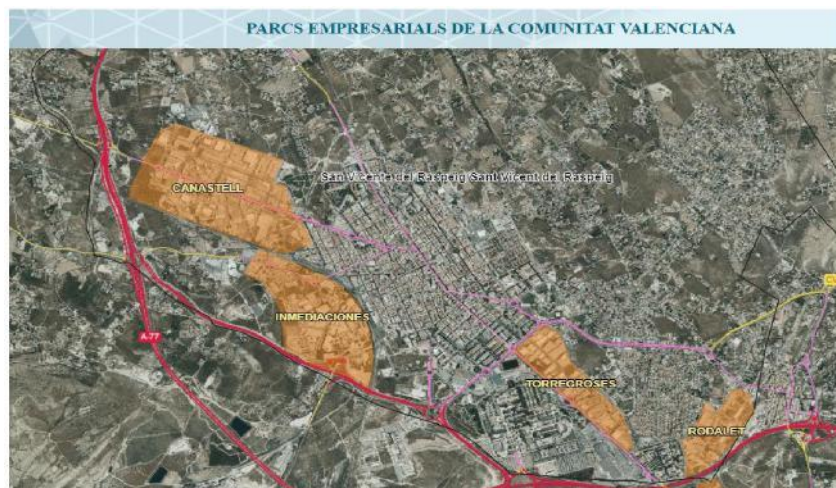 PARCS EMPRESARIALS DE LA COMUNITAT VALENCIANA
San Vicente del Raspeig Sant Vicent del Raspeig
CANASTELL
INMEDIACIONES
A-77
TORREGROSES
RODALET